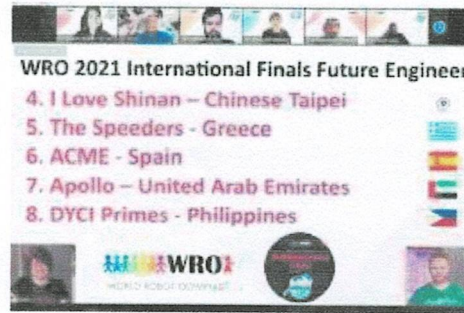 WRO 2021 International Finals Future Engineer
4. I Love Shinan – Chinese Taipei
5. The Speeders - Greece
6. ACME - Spain
7. Apollo – United Arab Emirates
8. DYCI Primes - Philippines
WRO
WORLD ROBOT OLYMPIAD